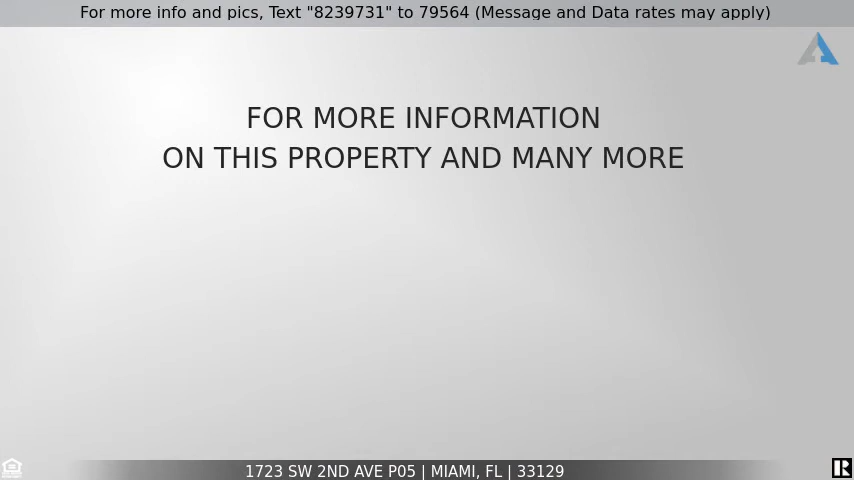 For more info and pics, Text "8239731" to 79564 (Message and Data rates may apply)
FOR MORE INFORMATION
ON THIS PROPERTY AND MANY MORE
1723 SW 2ND AVE P05 | MIAMI, FL | 33129